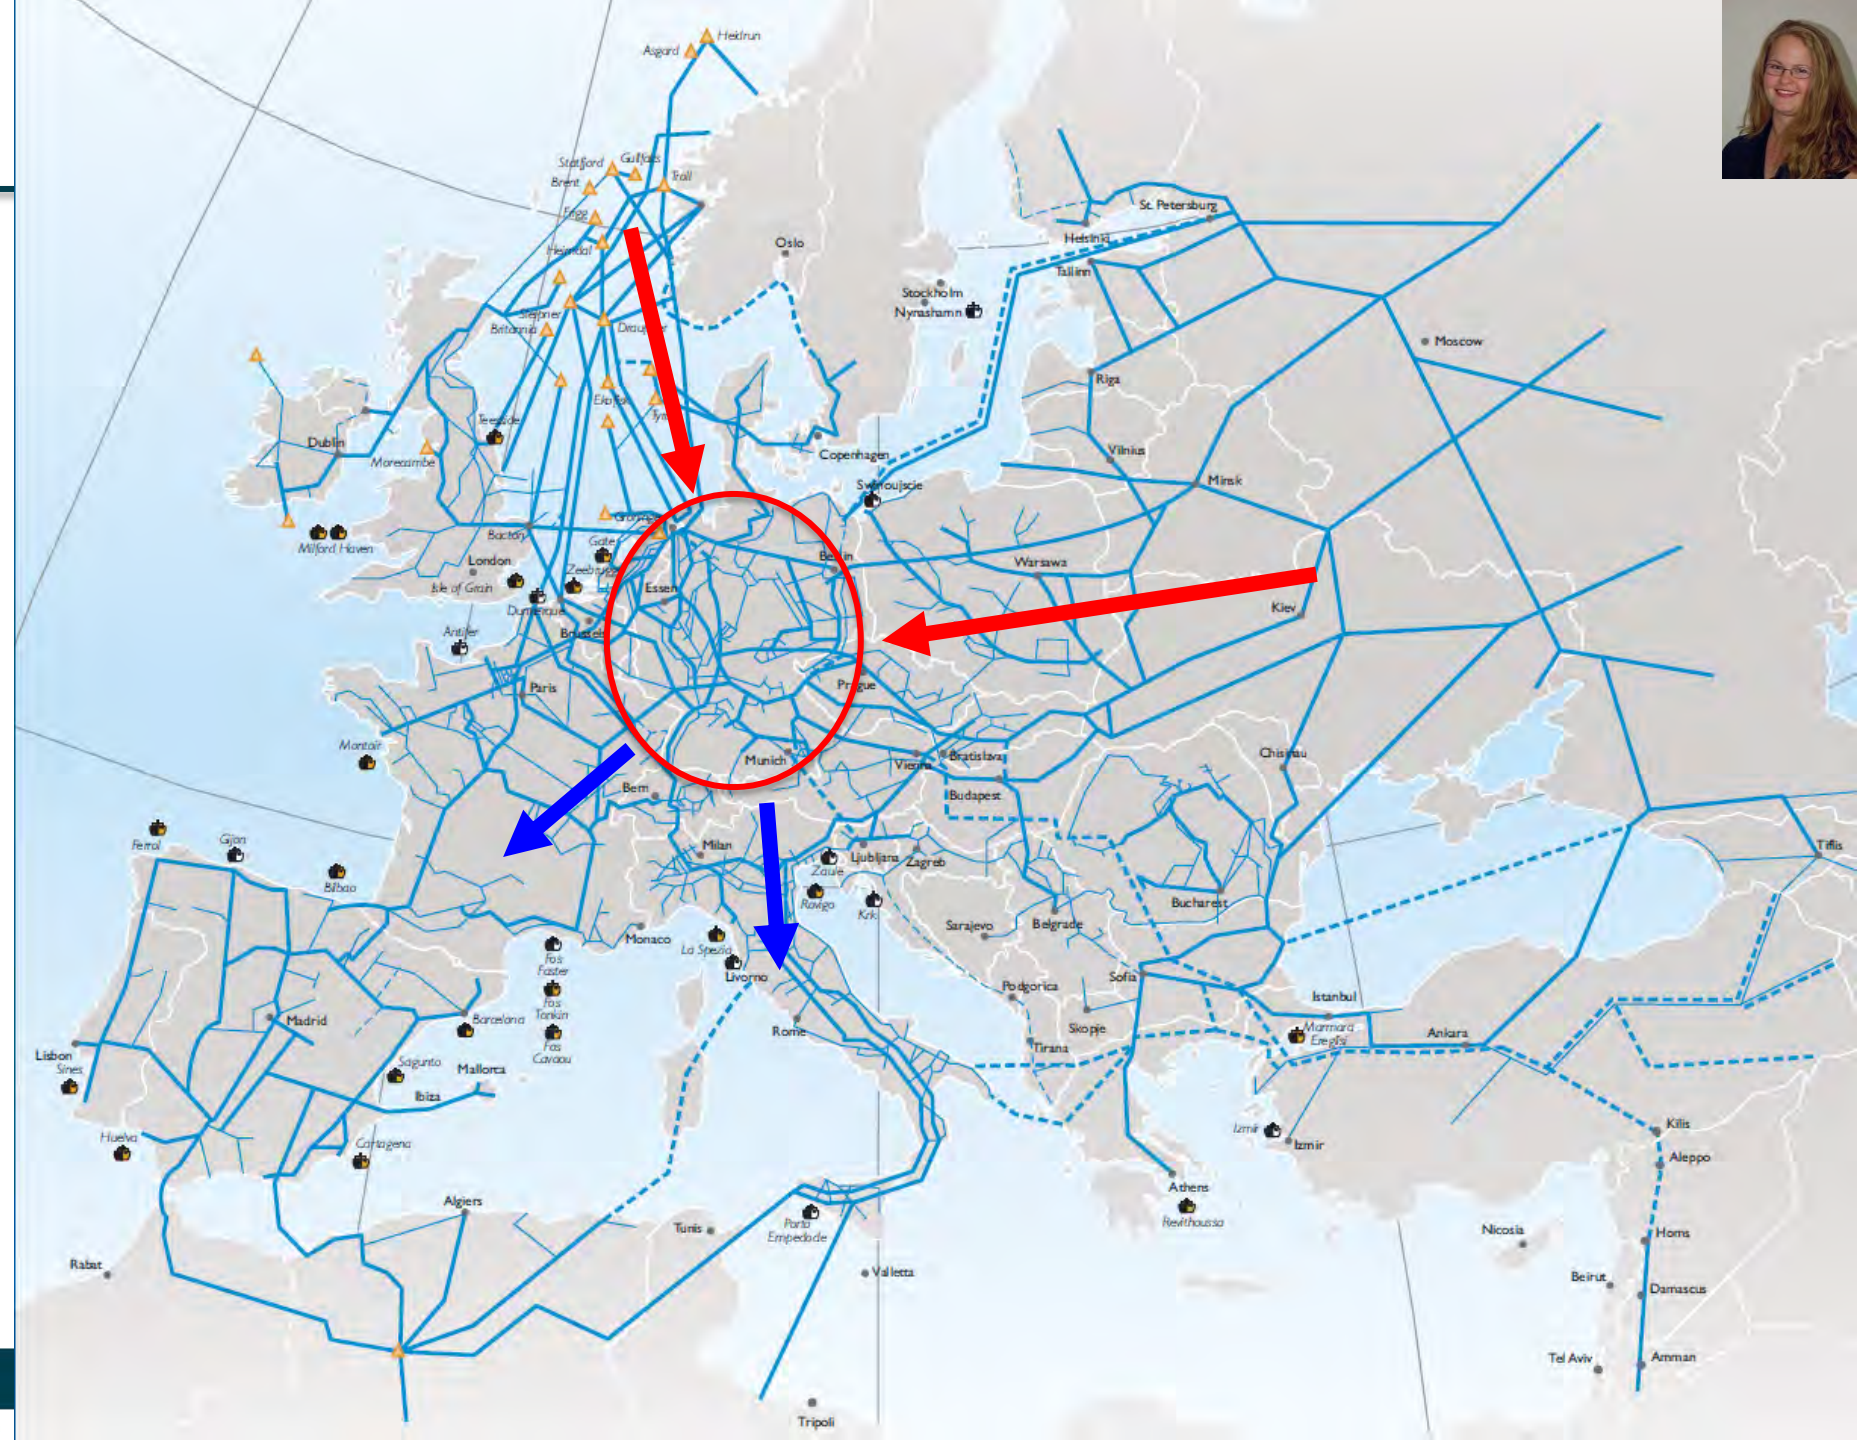 Heidrun
Asgard
Statfjord
Gullfaks
Brent
Troll
Frigg
Heimdal
Oslo
St. Petersburg
Helsinki
Tallinn
Stockholm
Nynashamn
Sleipner
Britannia
Moscow
Riga
Ekofisk
Teesside
Dublin
Morecambe
Copenhagen
Vilnius
Swinoujscie
Minsk
Bacton
Milford Haven
Gate
Berlin
London
Warsawa
Isle of Grain
Essen
Kiev
Brussels
Antifer
Paris
Prague
Montoir
Munich
Vienna
Bratislava
Chisinau
Bern
Budapest
Ferrol
Gijon
Milan
Ljubljana
Zagreb
Tiflis
Bilbao
Zaule
Rovigo
Krk
Bucharest
Sarajevo
Belgrade
Monaco
La Spezia
Fos
Faster
Livorno
Sofia
Podgorica
Istanbul
Fos
Tonkin
Barcelona
Madrid
Rome
Skopje
Marmara
Ereglisi
Ankara
Fos
Cavaou
Tirana
Lisbon
Sines
Sagunto
Mallorca
Ibiza
Huelva
Cartagena
Izmir
Izmir
Kilis
Aleppo
Athens
Revithoussa
Algiers
Tunis
Porto
Empedocle
Nicosia
Homs
Rabat
Valletta
Beirut
Damascus
Tel Aviv
Amman
Tripoli